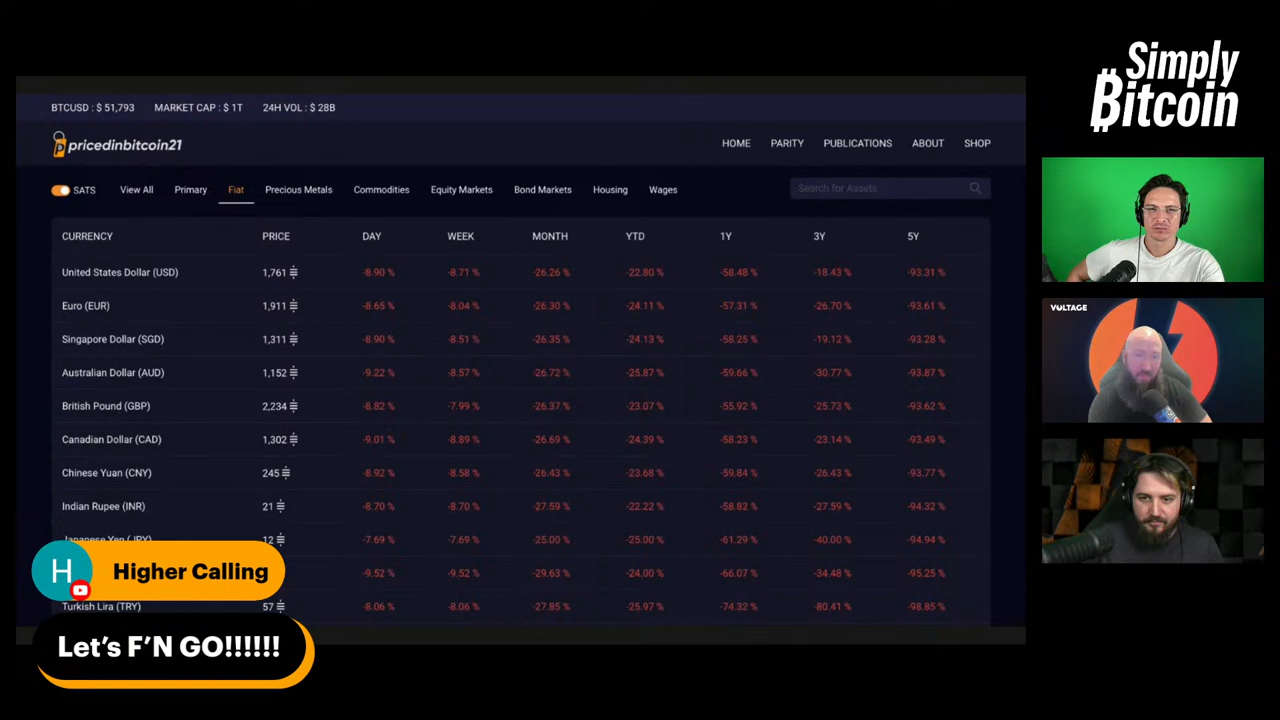 BTCUSD : $ 51,793 MARKET CAP : $ 1T 24H VOL : $ 28B
pricedinbitcoin21
HOME PARITY PUBLICATIONS ABOUT SHOP
SATS View All Primary Fiat Precious Metals Commodities Equity Markets Bond Markets Housing Wages Search for Assets
CURRENCY PRICE DAY WEEK MONTH YTD 1Y 3Y 5Y
United States Dollar (USD) 1,761 -8.90 % -8.71 % -26.26 % -22.80 % -58.48 % -18.43 % -93.31 %
Euro (EUR) 1,911 -8.65 % -8.04 % -26.30 % -24.11 % -57.31 % -26.70 % -93.61 %
Singapore Dollar (SGD) 1,311 -8.90 % -8.51 % -26.35 % -24.13 % -58.25 % -19.12 % -93.28 %
Australian Dollar (AUD) 1,152 -9.22 % -8.57 % -26.72 % -25.87 % -59.66 % -30.77 % -93.87 %
British Pound (GBP) 2,234 -8.82 % -7.99 % -26.37 % -23.07 % -55.92 % -25.73 % -93.62 %
Canadian Dollar (CAD) 1,302 -9.01 % -8.89 % -26.69 % -24.39 % -58.23 % -23.14 % -93.49 %
Chinese Yuan (CNY) 245 -8.92 % -8.58 % -26.43 % -23.68 % -59.84 % -26.43 % -93.77 %
Indian Rupee (INR) 21 -8.70 % -8.70 % -27.59 % -22.22 % -58.82 % -27.59 % -94.32 %
Japanese Yen (JPY) 12 -7.69 % -7.69 % -25.00 % -25.00 % -61.29 % -40.00 % -94.94 %
-9.52 % -9.52 % -29.63 % -24.00 % -66.07 % -34.48 % -95.25 %
Turkish Lira (TRY) 57 -8.06 % -8.06 % -27.85 % -25.97 % -74.32 % -80.41 % -98.85 %
H Higher Calling
Let's F'N GO!!!!!!
Simply
Bitcoin
VOLTAGE